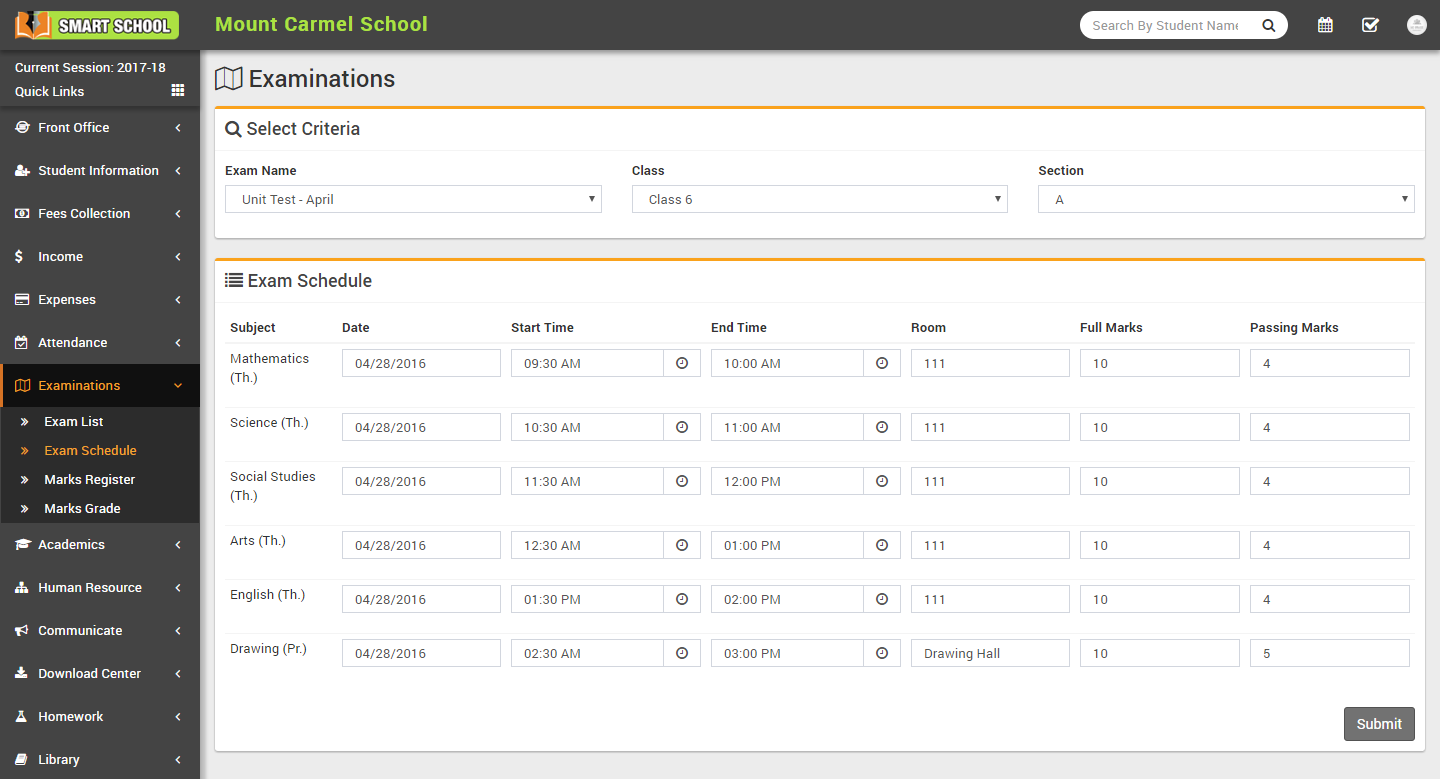 SMART SCHOOL
Mount Carmel School
Search By Student Name
Current Session: 2017-18
Quick Links
Front Office
Student Information
Fees Collection
Income
Expenses
Attendance
Examinations
Exam List
Exam Schedule
Marks Register
Marks Grade
Academics
Human Resource
Communicate
Download Center
Homework
Library
Examinations
Select Criteria
Exam Name Class Section
Unit Test - April Class 6 A
Exam Schedule
Subject Date Start Time End Time Room Full Marks Passing Marks
Mathematics 04/28/2016 09:30 AM 10:00 AM 111 10 4
(Th.)
Science (Th.) 04/28/2016 10:30 AM 11:00 AM 111 10 4
Social Studies 04/28/2016 11:30 AM 12:00 PM 111 10 4
(Th.)
Arts (Th.) 04/28/2016 12:30 AM 01:00 PM 111 10 4
English (Th.) 04/28/2016 01:30 PM 02:00 PM 111 10 4
Drawing (Pr.) 04/28/2016 02:30 AM 03:00 PM Drawing Hall 10 5
Submit